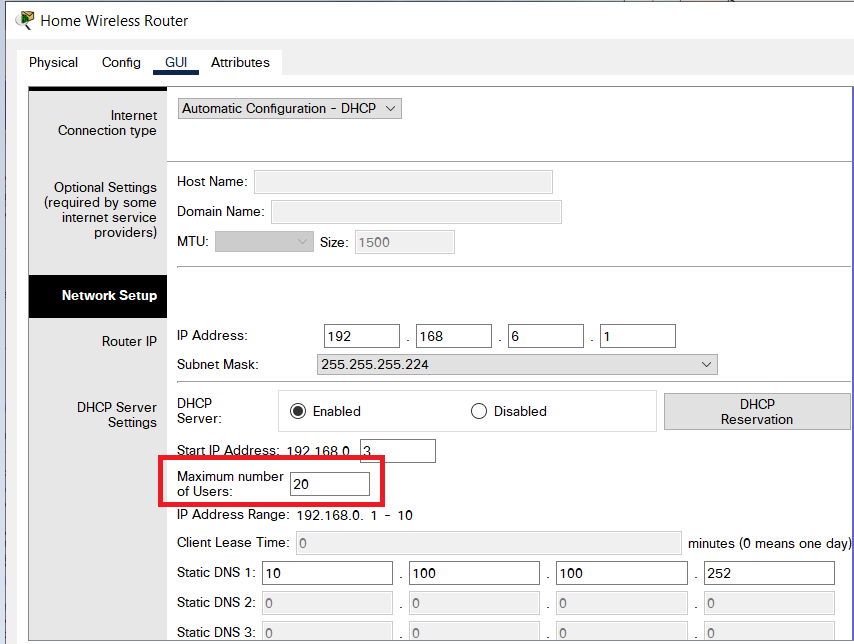 Home Wireless Router
Physical Config GUI Attributes
Internet
Connection type
Automatic Configuration - DHCP
Optional Settings
(required by some
internet service
providers)
Host Name:
Domain Name:
MTU: Size: 1500
Network Setup
Router IP
IP Address: 192 . 168 . 6 . 1
Subnet Mask: 255.255.255.224
DHCP Server
Settings
DHCP
Server:
Enabled Disabled
DHCP
Reservation
Start IP Address: 192.168.0. 3
Maximum number
of Users: 20
IP Address Range: 192.168.0. 1 - 10
Client Lease Time: 0 minutes (0 means one day)
Static DNS 1: 10 . 100 . 100 . 252
Static DNS 2: 0 . 0 . 0 . 0
Static DNS 3: 0 . 0 . 0 . 0